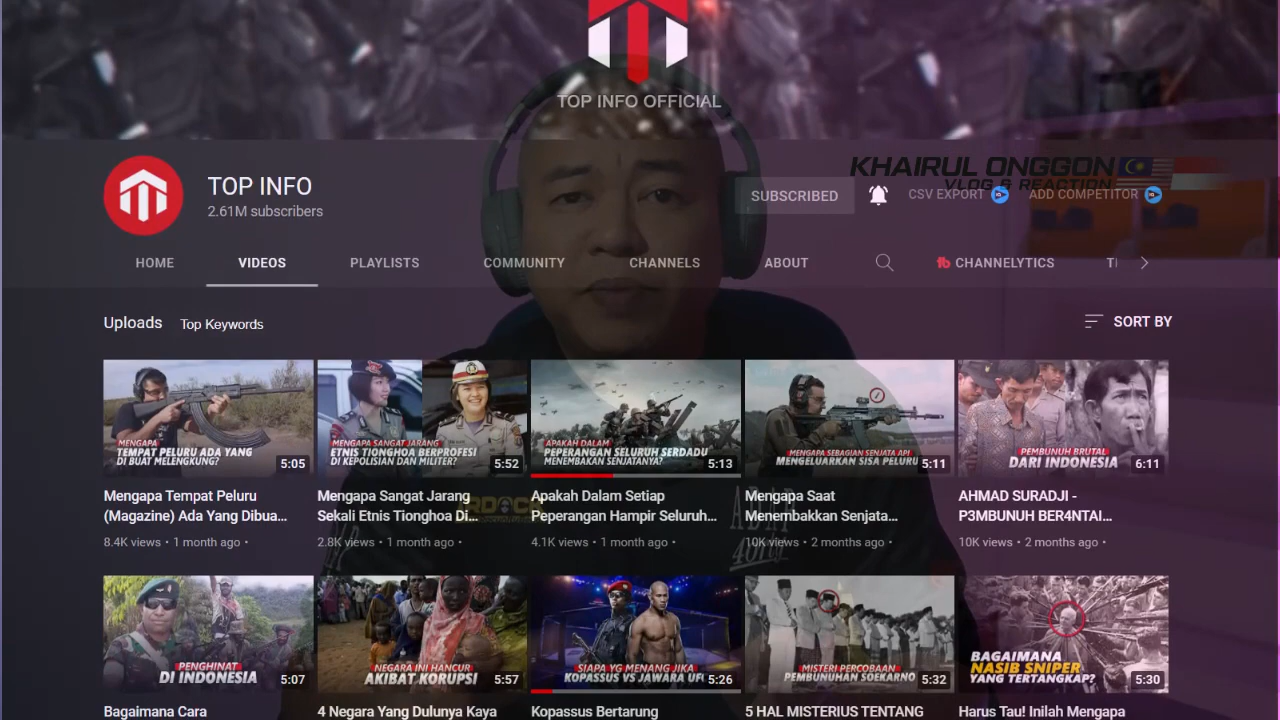 TOP INFO OFFICIAL
KHAIRUL ONGGON
VLOG & REACTION
TOP INFO
2.61M subscribers
SUBSCRIBED
CSV EXPORT
ADD COMPETITOR
HOME
VIDEOS
PLAYLISTS
COMMUNITY
CHANNELS
ABOUT
CHANNELYTICS
Uploads
Top Keywords
SORT BY
MENGAPA
TEMPAT PELURU ADA YANG
DI BUAT MELENGKUNG?
5:05
MENGAPA SANGAT JARANG
ETNIS TIONGHOA BERPROFESI
DI KEPOLISIAN DAN MILITER?
5:52
APAKAH DALAM
PEPERANGAN SELURUH SERDADU
MENEMBAKAN SENJATANYA?
5:13
MENGAPA SEBAGIAN SENJATA API
MENGELUARKAN SISA PELURU
5:11
PEMBUNUH BRUTAL
DARI INDONESIA
6:11
Mengapa Tempat Peluru
(Magazine) Ada Yang Dibua...
8.4K views • 1 month ago •
Mengapa Sangat Jarang
Sekali Etnis Tionghoa Di...
2.8K views • 1 month ago •
Apakah Dalam Setiap
Peperangan Hampir Seluruh...
4.1K views • 1 month ago •
Mengapa Saat
Menembakkan Senjata...
10K views • 2 months ago •
AHMAD SURADJI -
P3MBUNUH BER4NTAI...
10K views • 2 months ago •
PENGHINAT
DI INDONESIA
5:07
NEGARA INI HANCUR
AKIBAT KORUPSI
5:57
SIAPA YG MENANG JIKA
KOPASSUS VS JAWARA UF
5:26
MISTERI PERCOBAAN
PEMBUNUHAN SOEKARNO
5:32
BAGAIMANA
NASIB SNIPER
YANG TERTANGKAP?
5:30
Bagaimana Cara
4 Negara Yang Dulunya Kaya
Kopassus Bertarung
5 HAL MISTERIUS TENTANG
Harus Tau! Inilah Mengapa